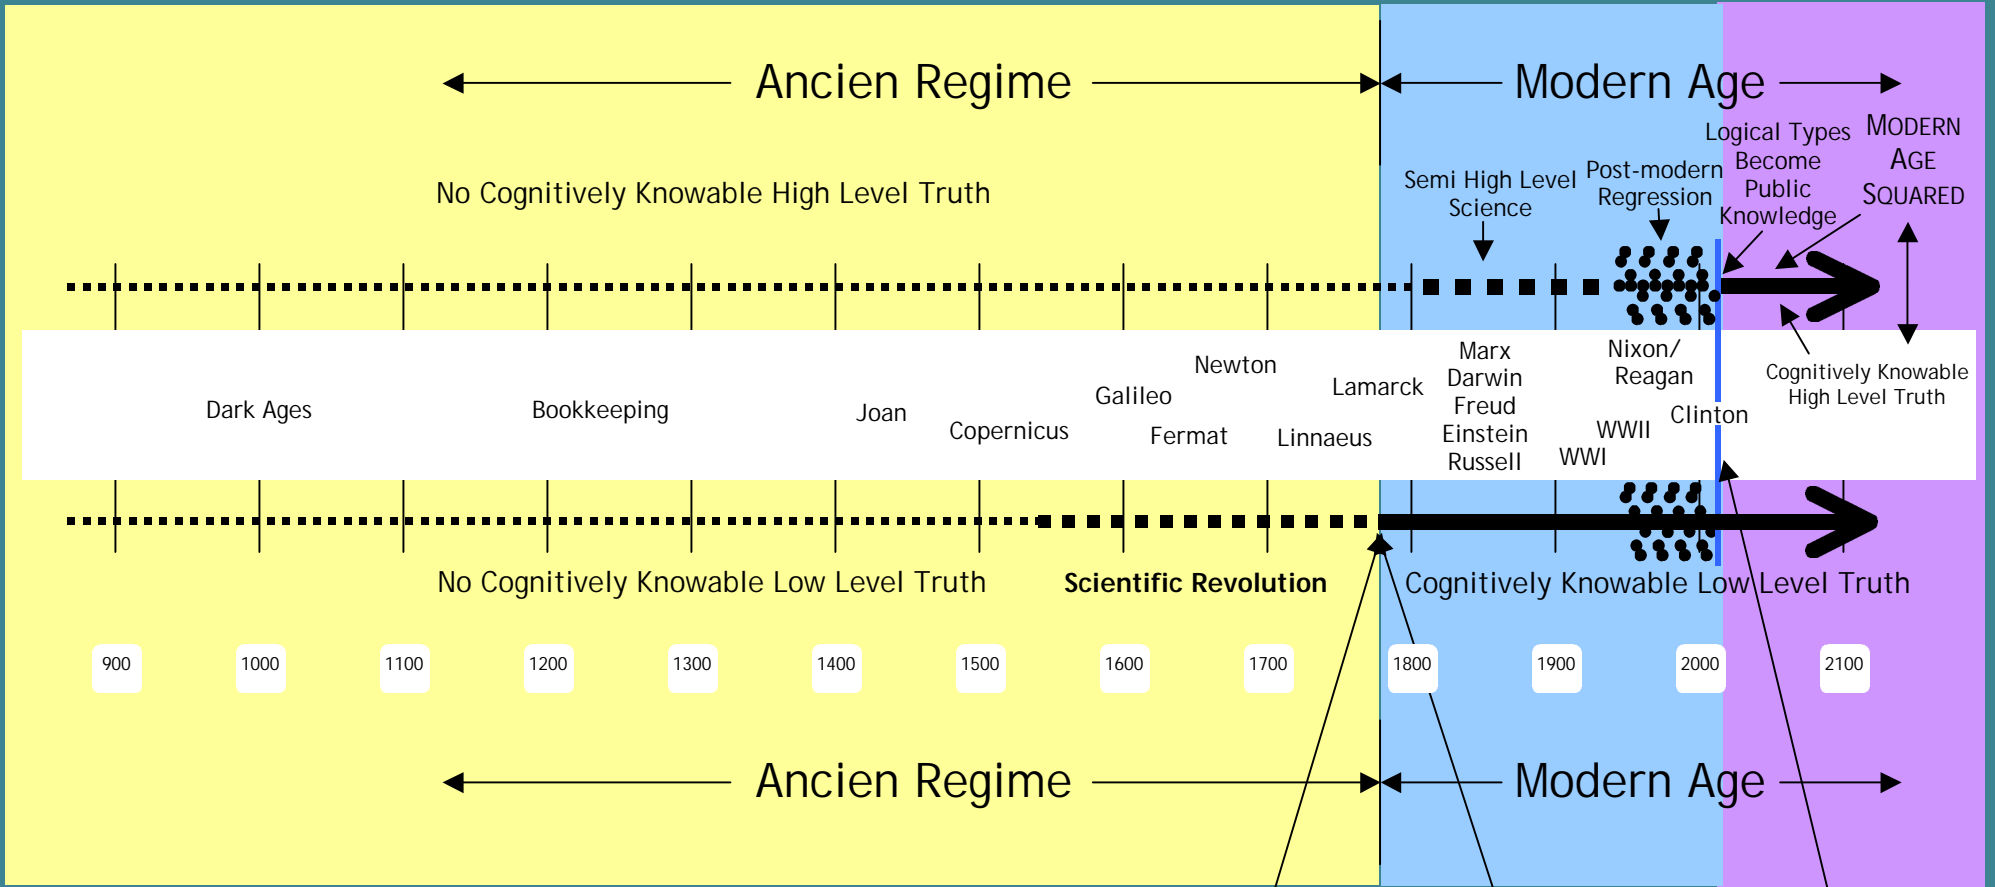 Ancien Regime
Modern Age
Logical Types
Become
Public
Knowledge
MODERN
AGE
SQUARED
Semi High Level
Science
Post-modern
Regression
No Cognitively Knowable High Level Truth
Dark Ages
Bookkeeping
Joan
Copernicus
Galileo
Newton
Fermat
Lamarck
Linnaeus
Marx
Darwin
Freud
Einstein
Russell
Nixon/
Reagan
WWII
WWI
Clinton
Cognitively Knowable
High Level Truth
No Cognitively Knowable Low Level Truth
Scientific Revolution
Cognitively Knowable Low Level Truth
900
1000
1100
1200
1300
1400
1500
1600
1700
1800
1900
2000
2100
Ancien Regime
Modern Age